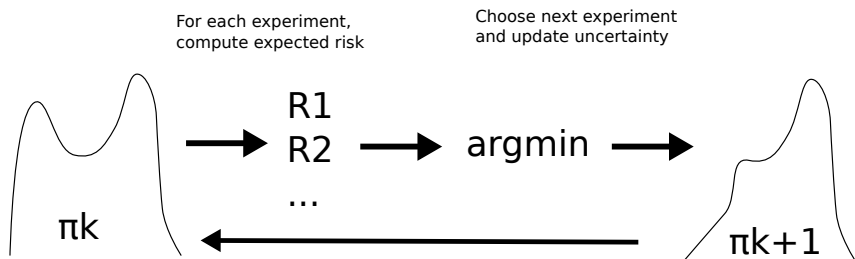 For each experiment,
compute expected risk
Choose next experiment
and update uncertainty
R1
R2
...
argmin
πk
πk+1